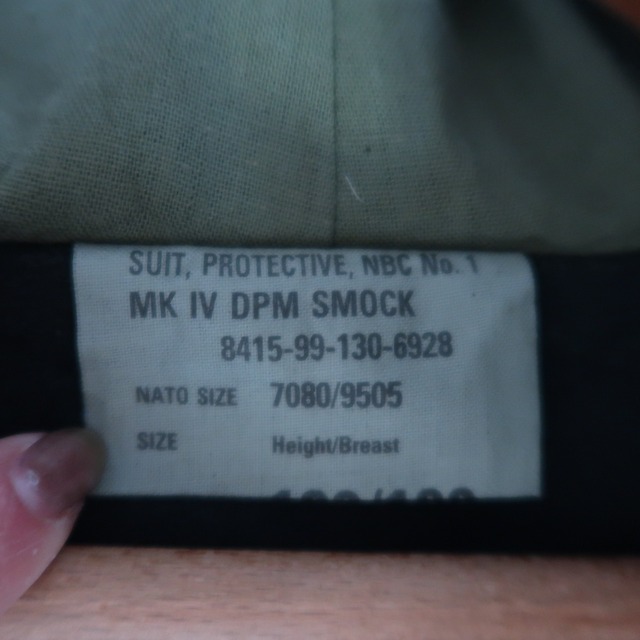 SUIT, PROTECTIVE, NBC No. 1
MK IV DPM SMOCK
8415-99-130-6928
NATO SIZE 7080/9505
SIZE Height/Breast